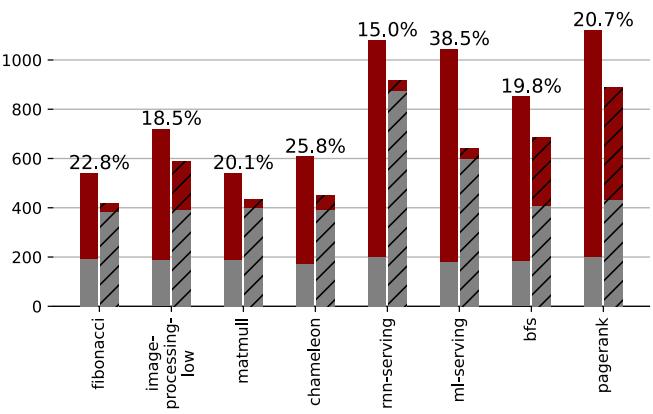 15.0%
38.5%
20.7%
22.8%
18.5%
20.1%
25.8%
19.8%
1000
800
600
400
200
0
fibonacci
image-
processing-
low
matmull
chameleon
rnn-serving
ml-serving
bfs
pagerank